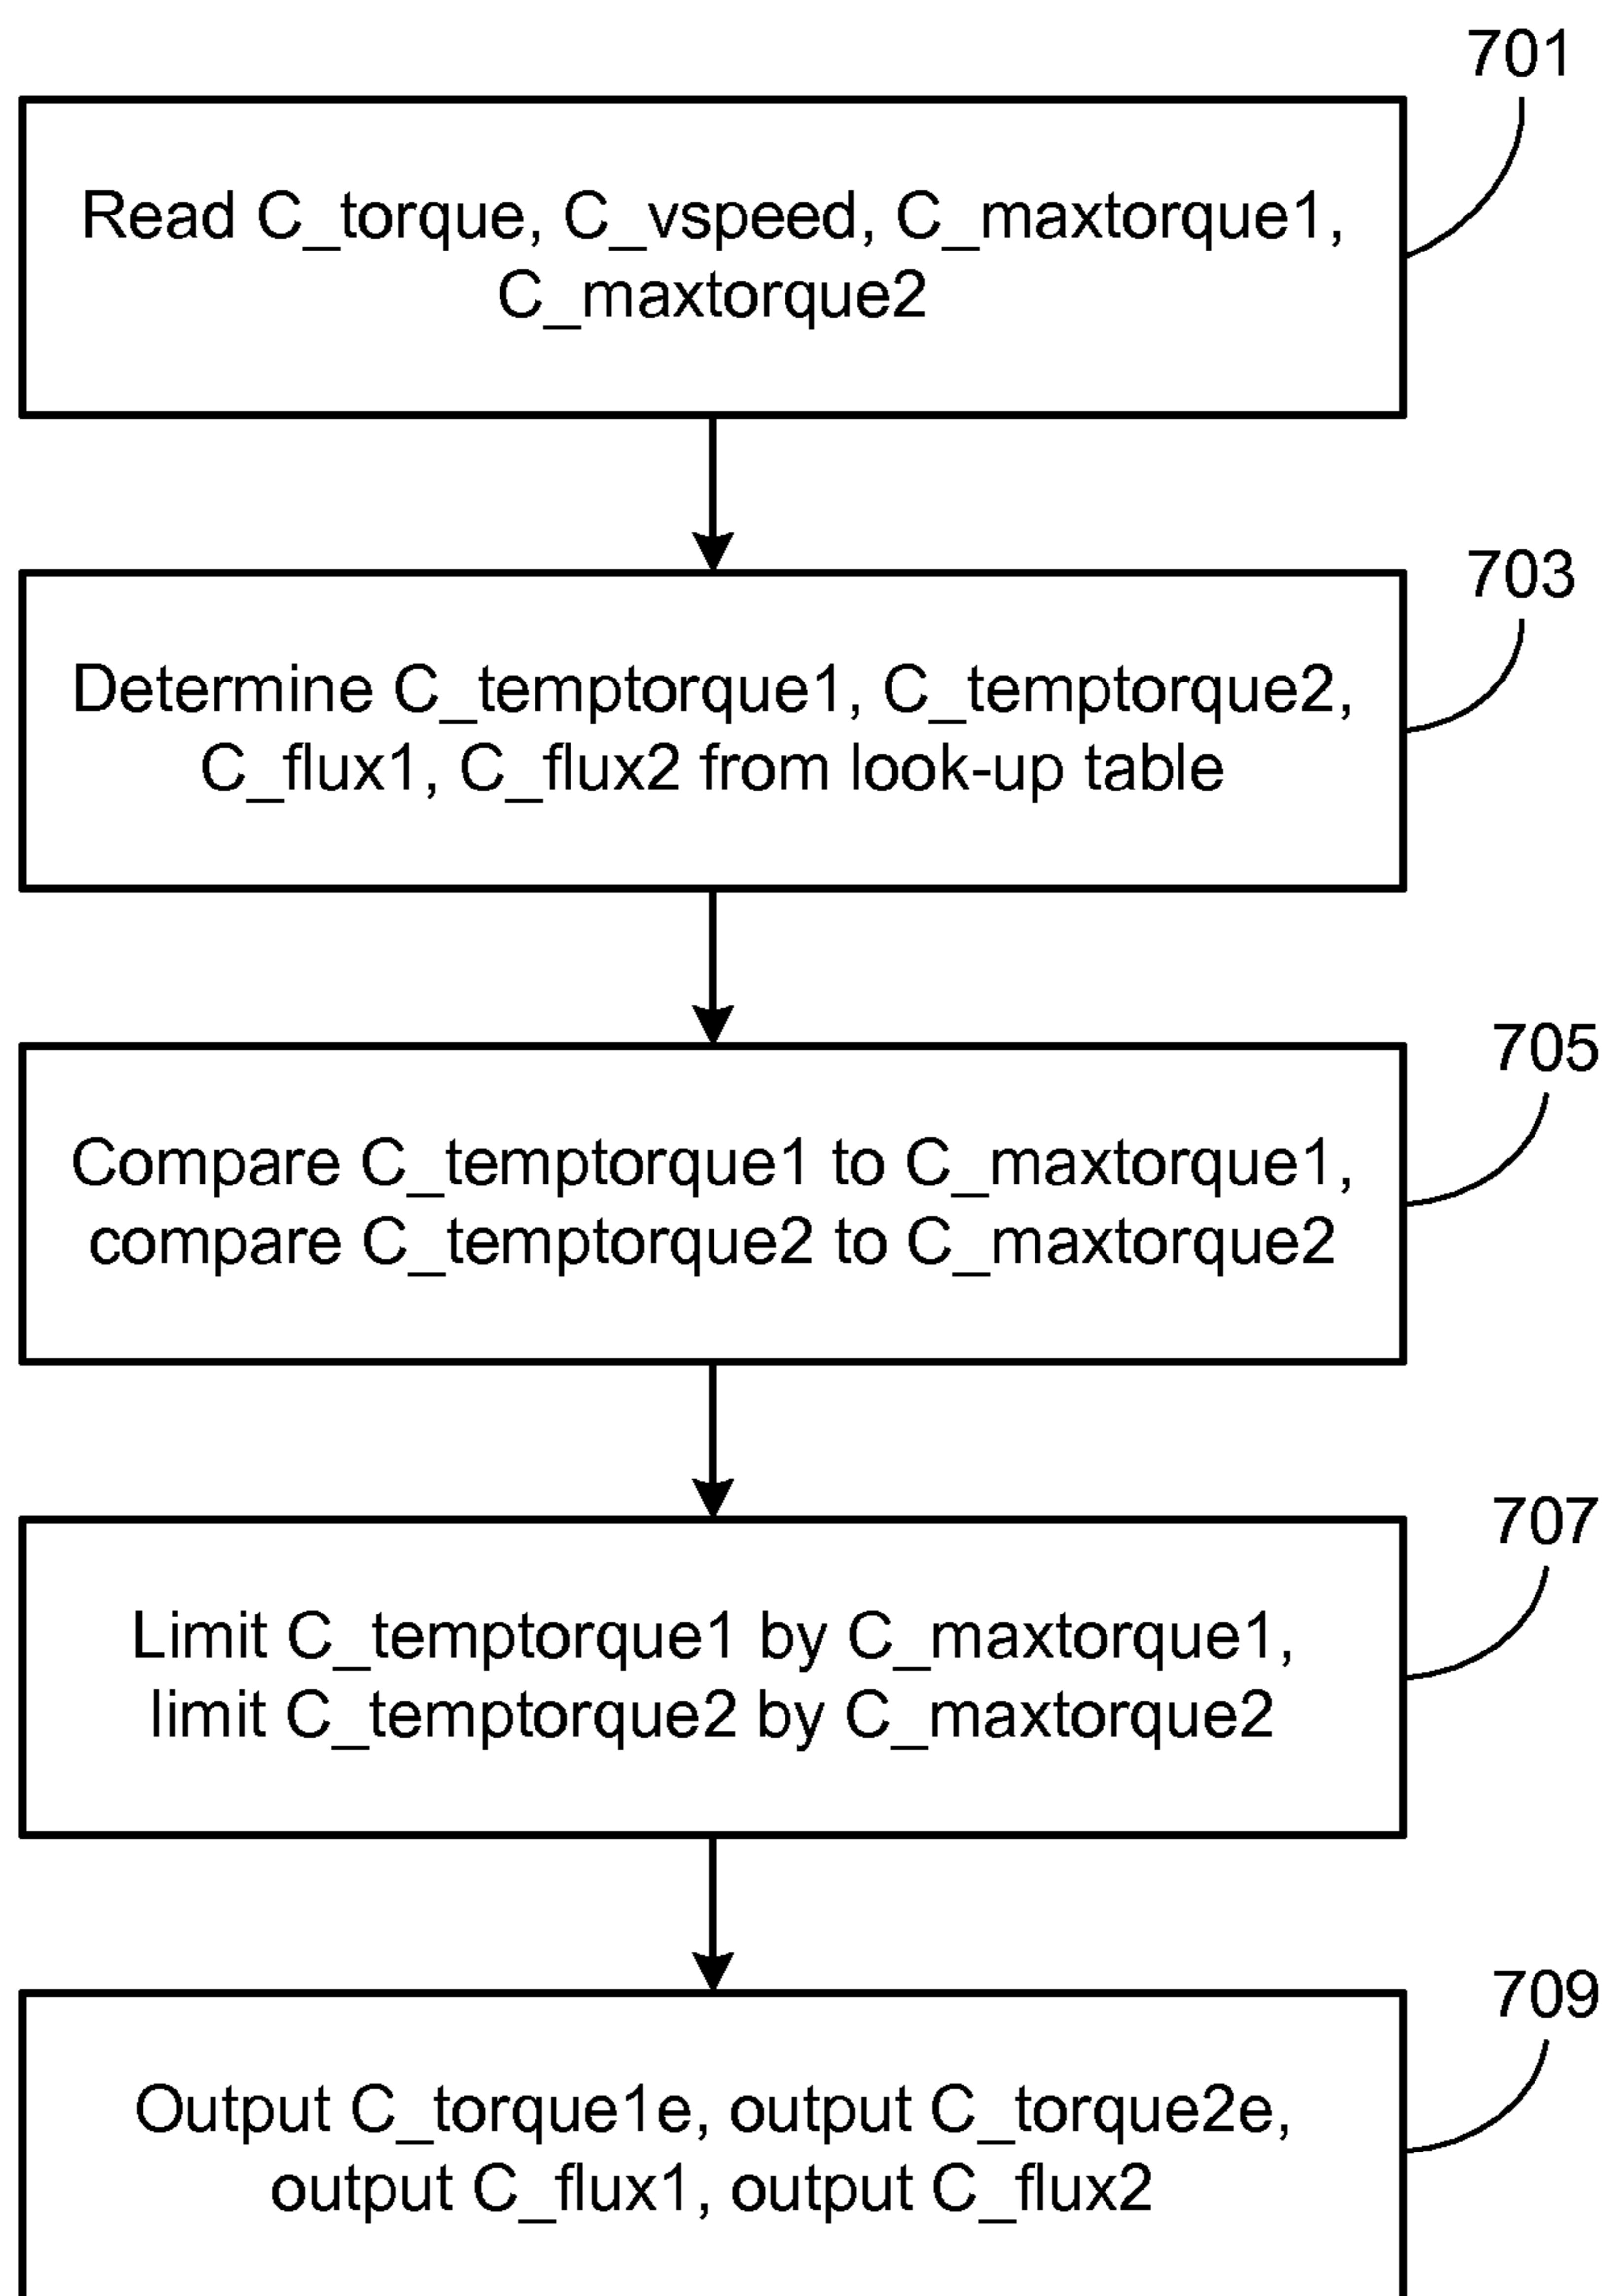 701
Read C_torque, C_vspeed, C_maxtorque1,
C_maxtorque2
703
Determine C_temptorque1, C_temptorque2,
C_flux1, C_flux2 from look-up table
705
Compare C_temptorque1 to C_maxtorque1,
compare C_temptorque2 to C_maxtorque2
707
Limit C_temptorque1 by C_maxtorque1,
limit C_temptorque2 by C_maxtorque2
709
Output C_torque1e, output C_torque2e,
output C_flux1, output C_flux2